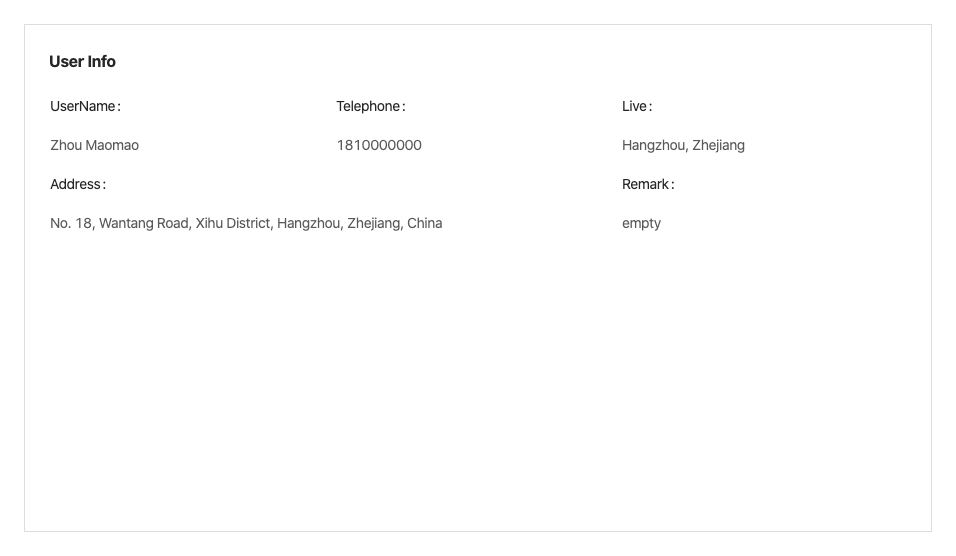 User Info
UserName: Telephone: Live:
Zhou Maomao 1810000000 Hangzhou, Zhejiang
Address: Remark:
No. 18, Wantang Road, Xihu District, Hangzhou, Zhejiang, China empty